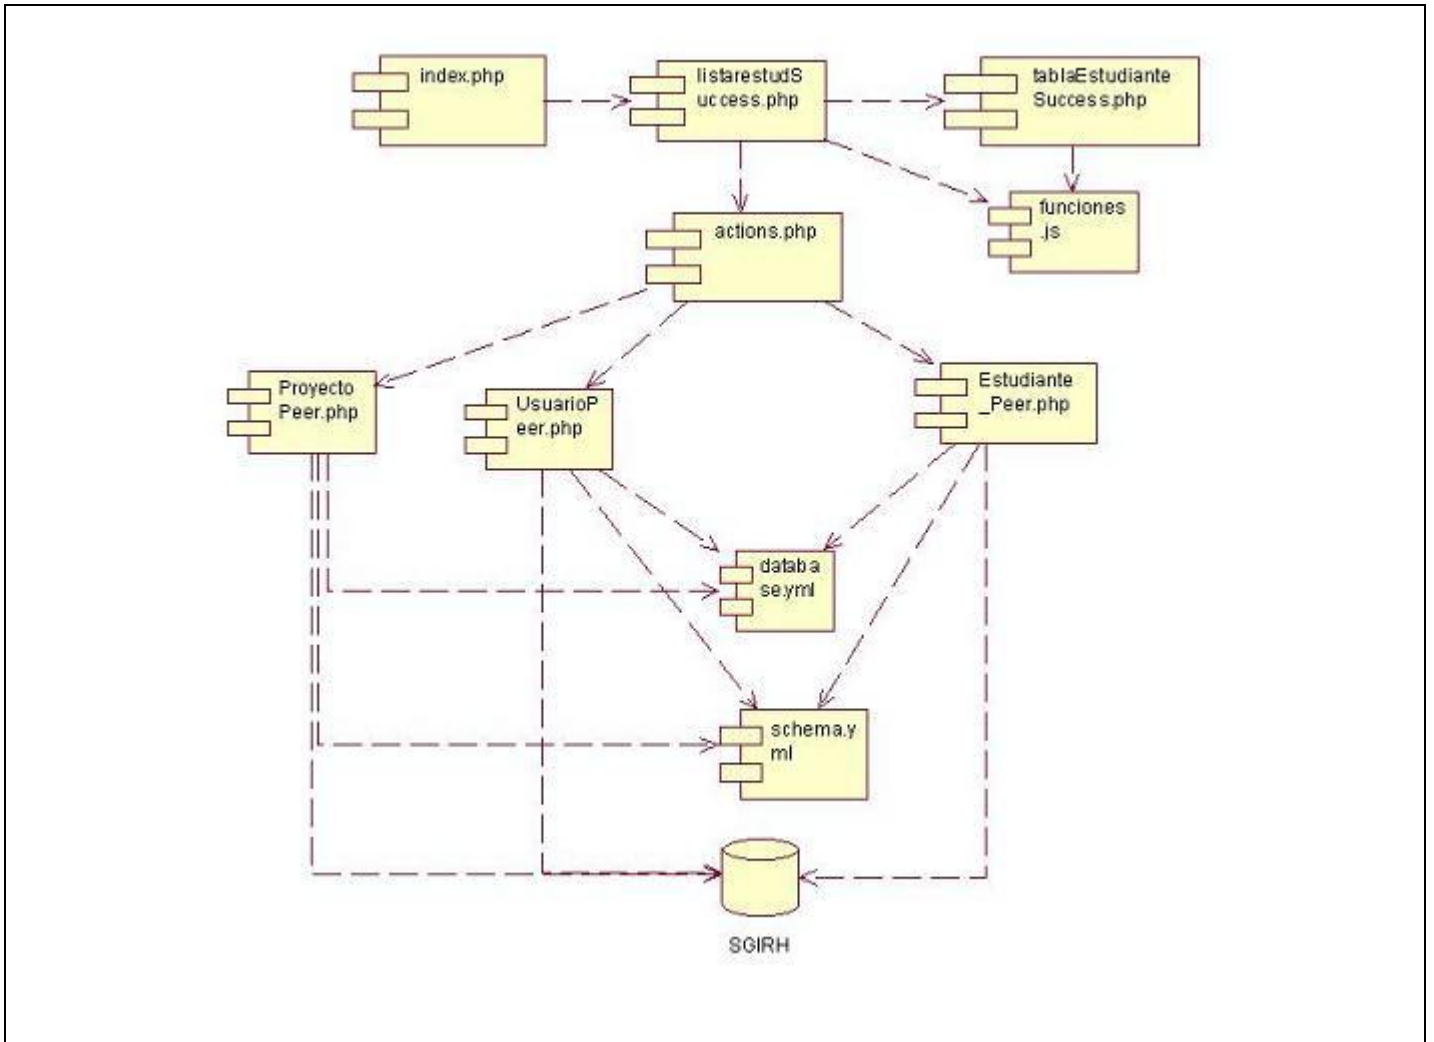 index.php
listarestudS
uccess.php
tablaEstudiante
Success.php
funciones
.js
actions.php
Proyecto
Peer.php
UsuarioP
eer.php
Estudiante
_Peer.php
databa
se.yml
schema.y
ml
SGIRH